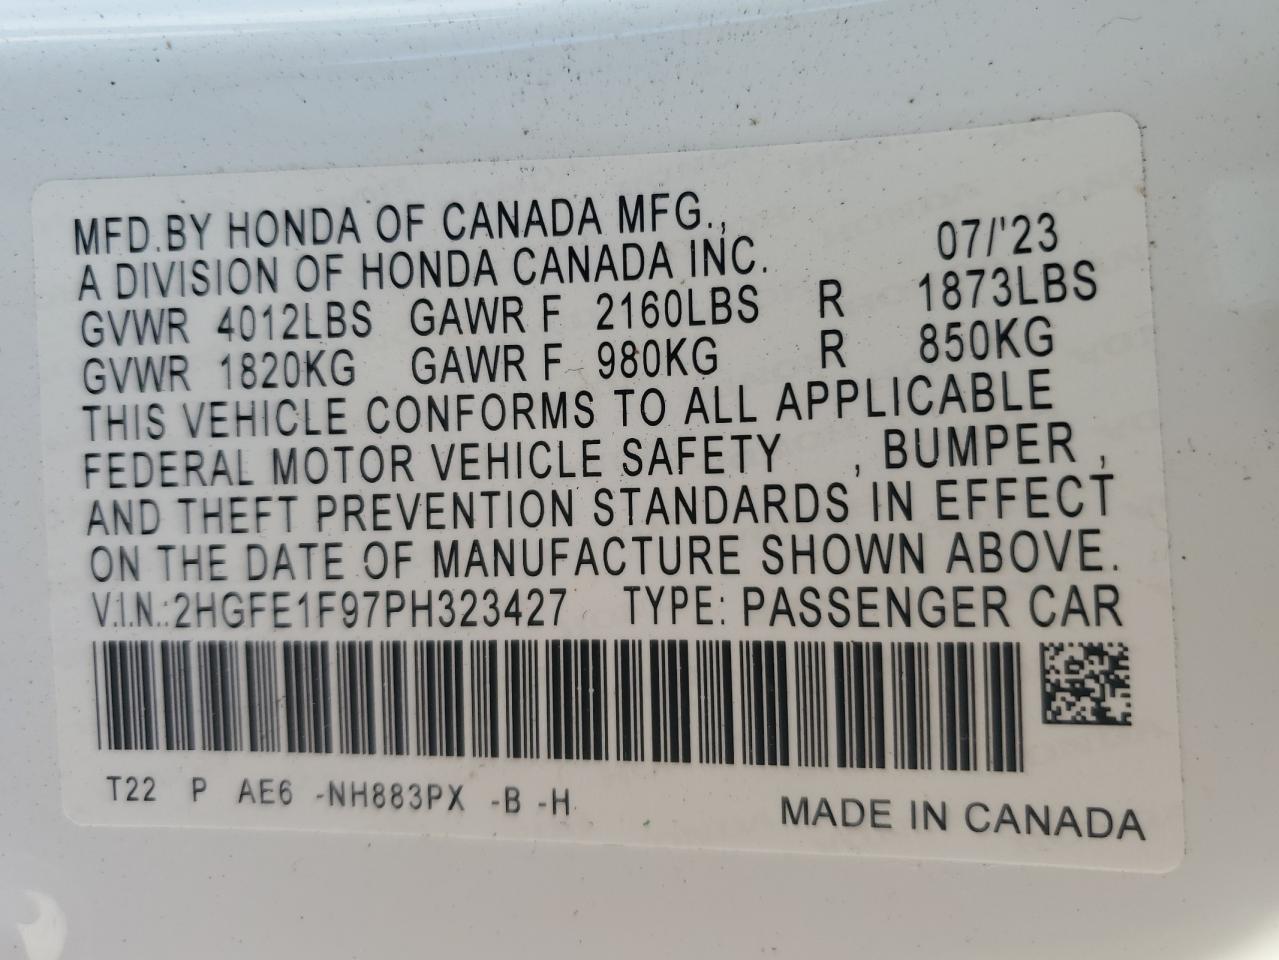 MFD.BY HONDA OF CANADA MFG.,
A DIVISION OF HONDA CANADA INC. 07/'23
GVWR 4012LBS GAWR F 2160LBS R 1873LBS
GVWR 1820KG GAWR F 980KG R 850KG
THIS VEHICLE CONFORMS TO ALL APPLICABLE
FEDERAL MOTOR VEHICLE SAFETY , BUMPER ,
AND THEFT PREVENTION STANDARDS IN EFFECT
ON THE DATE OF MANUFACTURE SHOWN ABOVE.
V.I.N.:2HGFE1F97PH323427 TYPE: PASSENGER CAR
T22 P AE6 -NH883PX -B -H
MADE IN CANADA